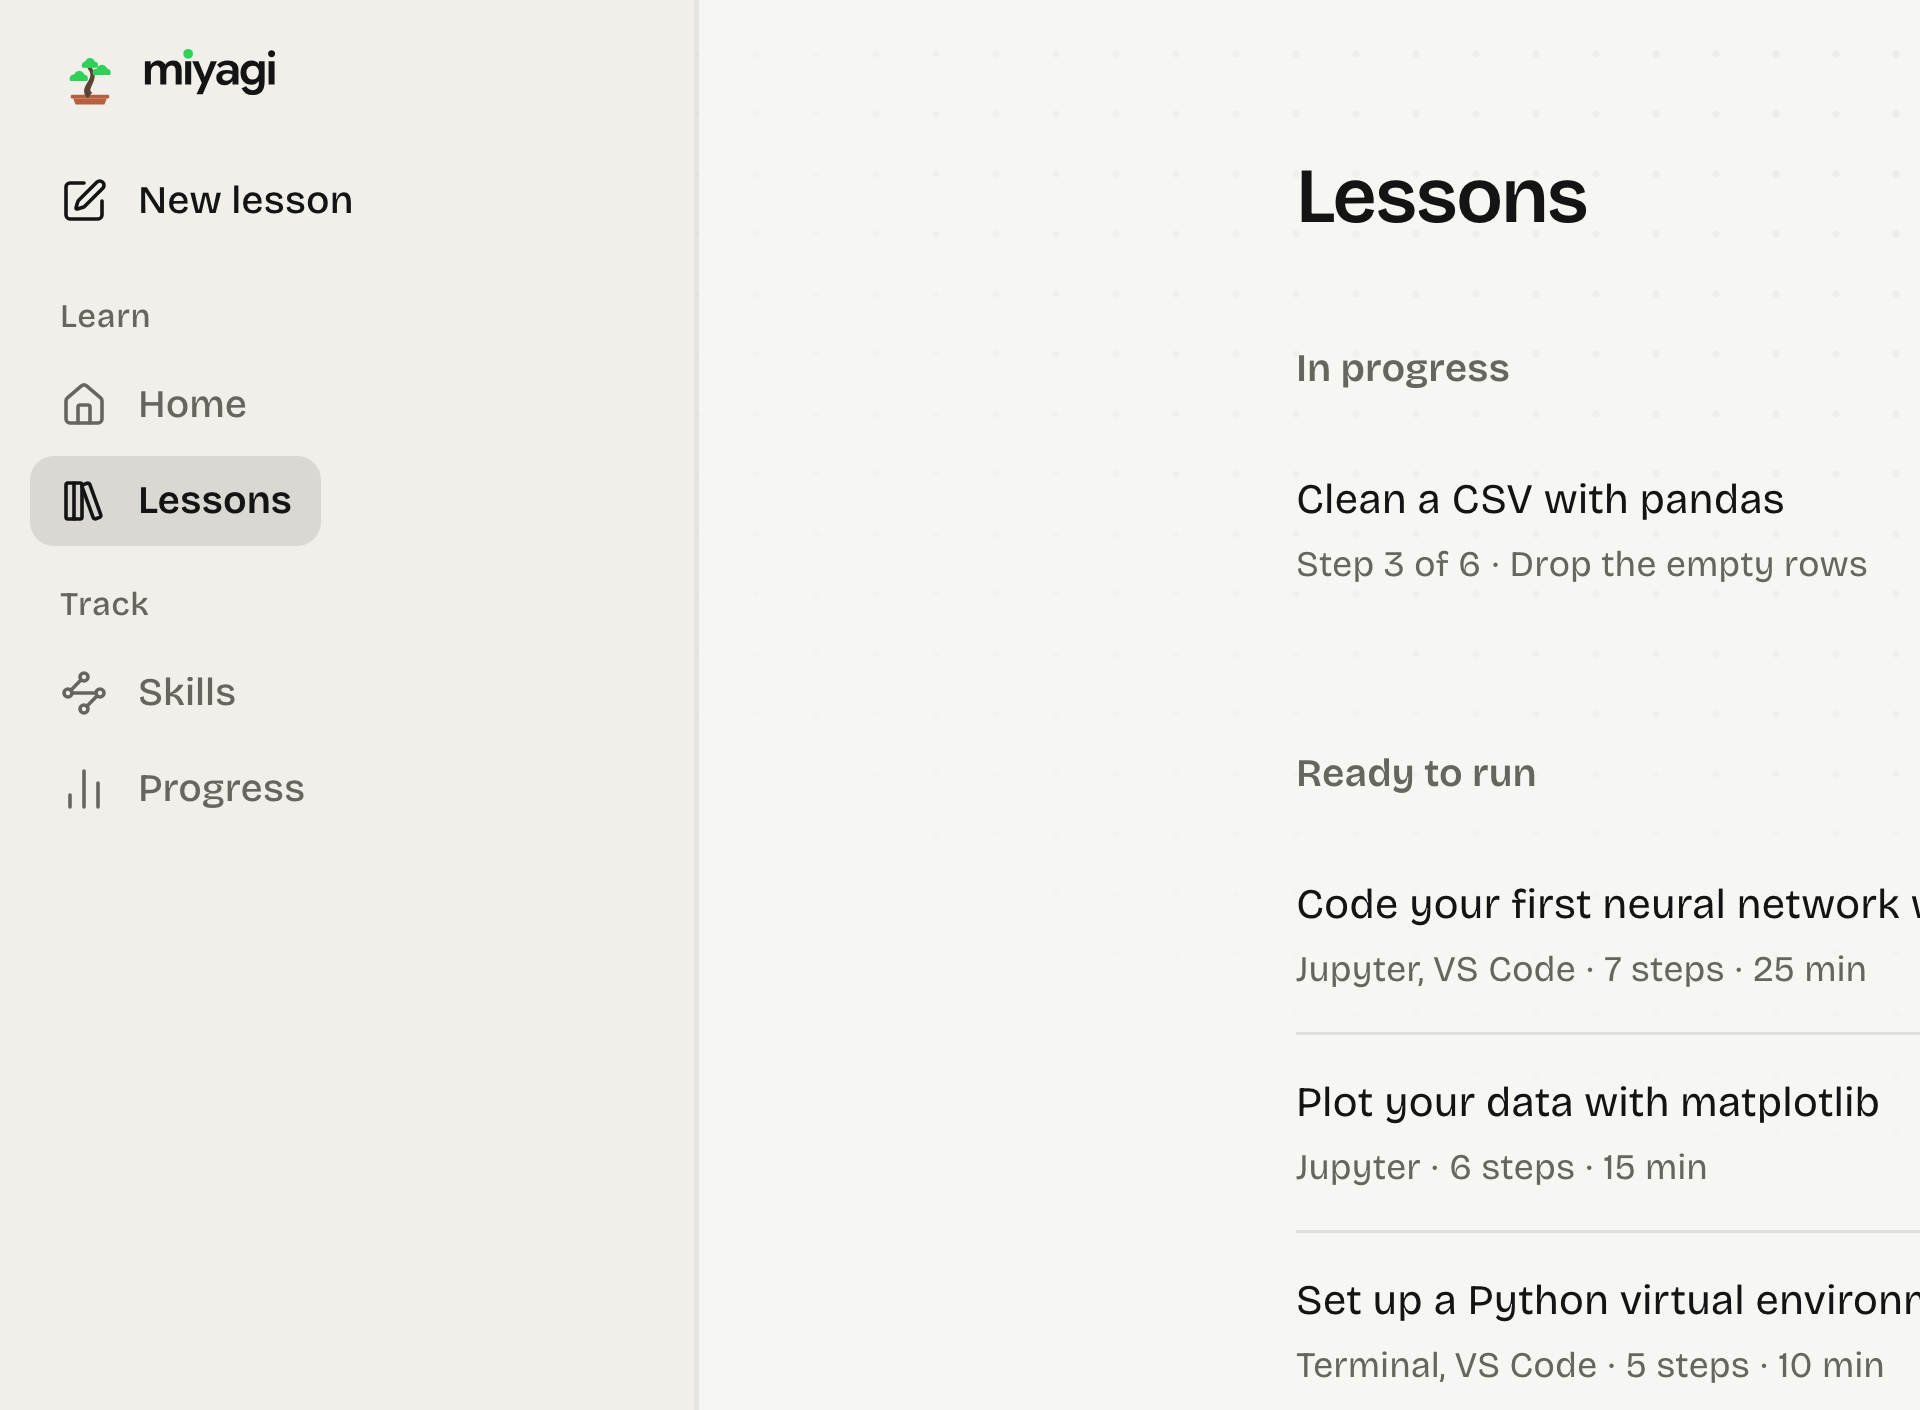 miyagi
New lesson
Learn
Home
Lessons
Track
Skills
Progress
Lessons
In progress
Clean a CSV with pandas
Step 3 of 6 · Drop the empty rows
Ready to run
Code your first neural network
Jupyter, VS Code · 7 steps · 25 min
Plot your data with matplotlib
Jupyter · 6 steps · 15 min
Set up a Python virtual
Terminal, VS Code · 5 steps · 10 min